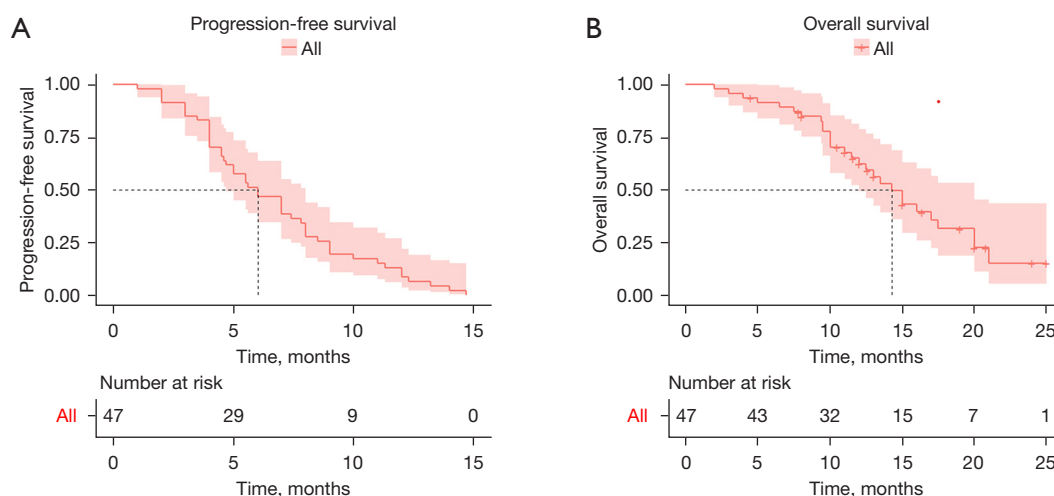 A
Progression-free survival
All
Progression-free survival
1.00
0.75
0.50
0.25
0.00
0 5 10 15
Time, months
Number at risk
All 47 29 9 0
0 5 10 15
Time, months
B
Overall survival
All
Overall survival
1.00
0.75
0.50
0.25
0.00
0 5 10 15 20 25
Time, months
Number at risk
All 47 43 32 15 7 1
0 5 10 15 20 25
Time, months